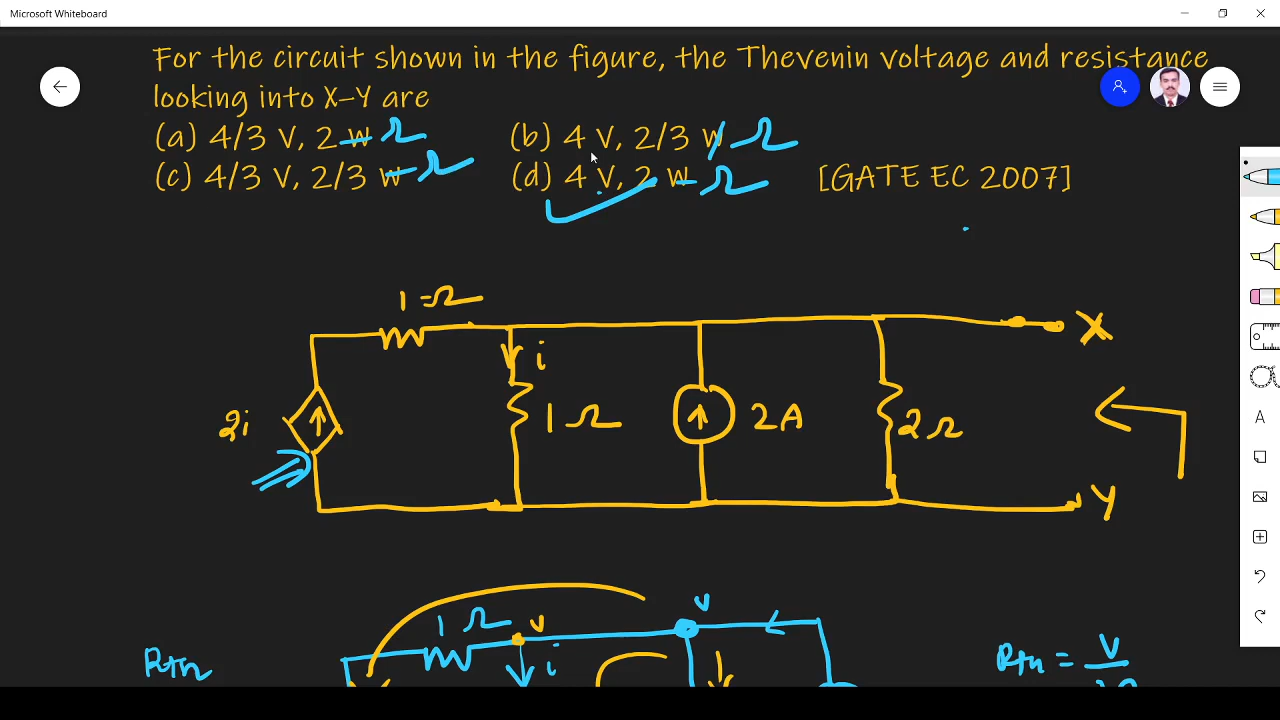 Microsoft Whiteboard
For the circuit shown in the figure, the Thevenin voltage and resistance
looking into X-Y are
(a) 4/3 V, 2 w Ω (b) 4 V, 2/3 w Ω
(c) 4/3 V, 2/3 w Ω (d) 4 V, 2 w Ω [GATE EC 2007]
1 Ω
X
i
2i 1 Ω 2A 2 Ω
Y
1 Ω V V
Rth i Rth = V
A